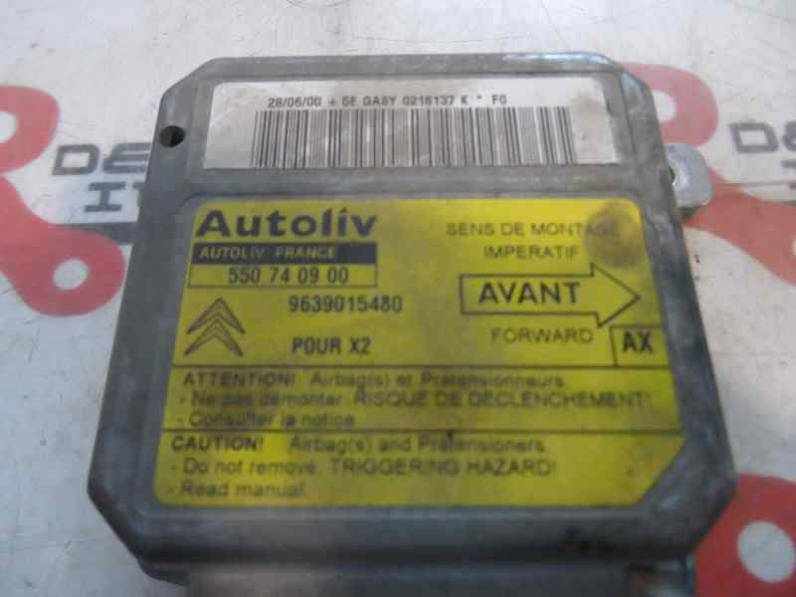 28/06/00 + 5E GA8Y 0216137 K * F0
Autoliv
AUTOLIV FRANCE
550 74 09 00
9639015480
POUR X2
SENS DE MONTAGE
IMPERATIF
AVANT
FORWARD
AX
ATTENTION! Airbag(s) et Pretensionneurs
- Ne pas démonter. RISQUE DE DECLENCHEMENT!
- Consulter la notice
CAUTION! Airbag(s) and Pretensioners.
- Do not remove. TRIGGERING HAZARD!
- Read manual.